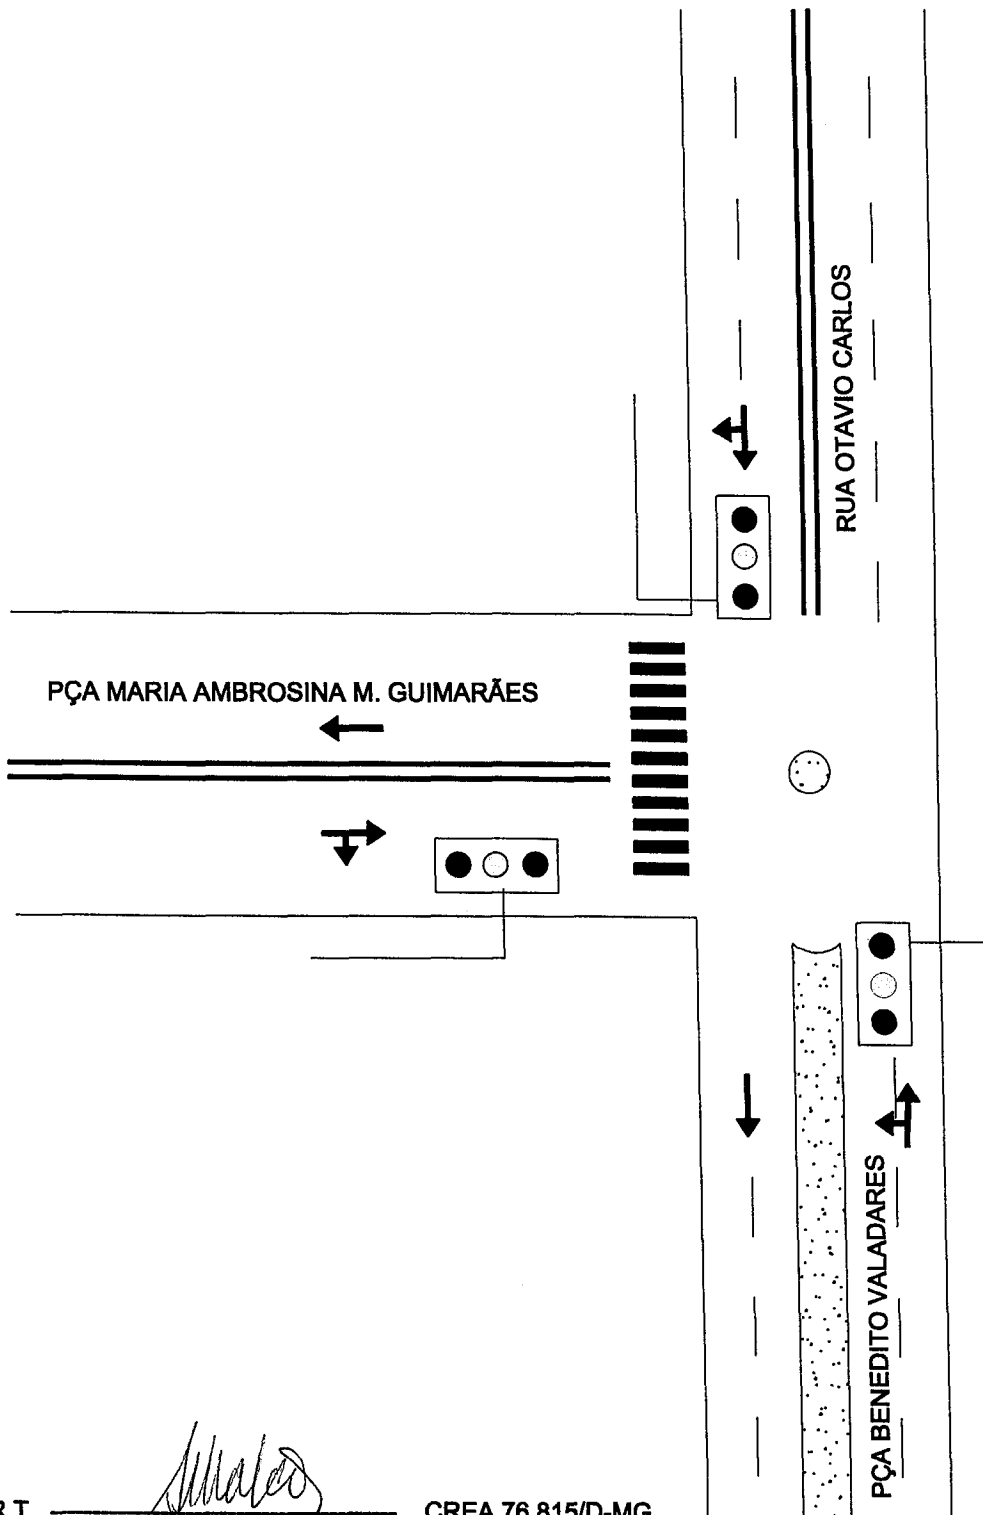 RUA OTAVIO CARLOS
PÇA MARIA AMBROSINA M. GUIMARÃES
PÇA BENEDITO VALADARES
R.T. CREA 76.815/D-MG